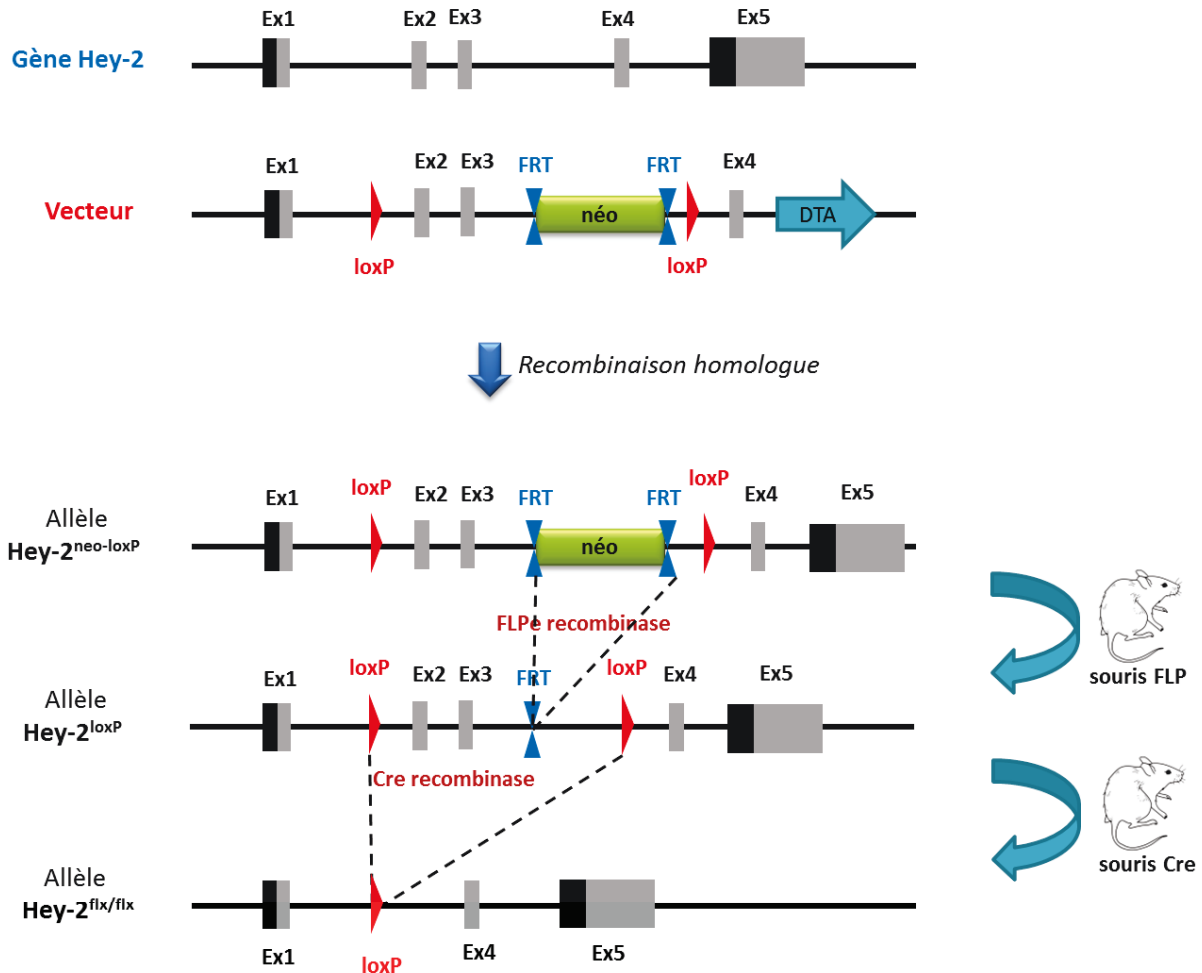 Ex1 Ex2 Ex3 Ex4 Ex5
Gène Hey-2
Ex1 Ex2 Ex3 FRT FRT Ex4
Vecteur néo DTA
loxP loxP
Recombinaison homologue
Ex1 loxP Ex2 Ex3 FRT FRT loxP Ex4 Ex5
Allèle
Hey-2neo-loxP néo
FLPe recombinase
souris FLP
Ex1 loxP Ex2 Ex3 FRT loxP Ex4 Ex5
Allèle
Hey-2loxP
Cre recombinase
souris Cre
Allèle
Hey-2flx/flx
Ex1 loxP Ex4 Ex5